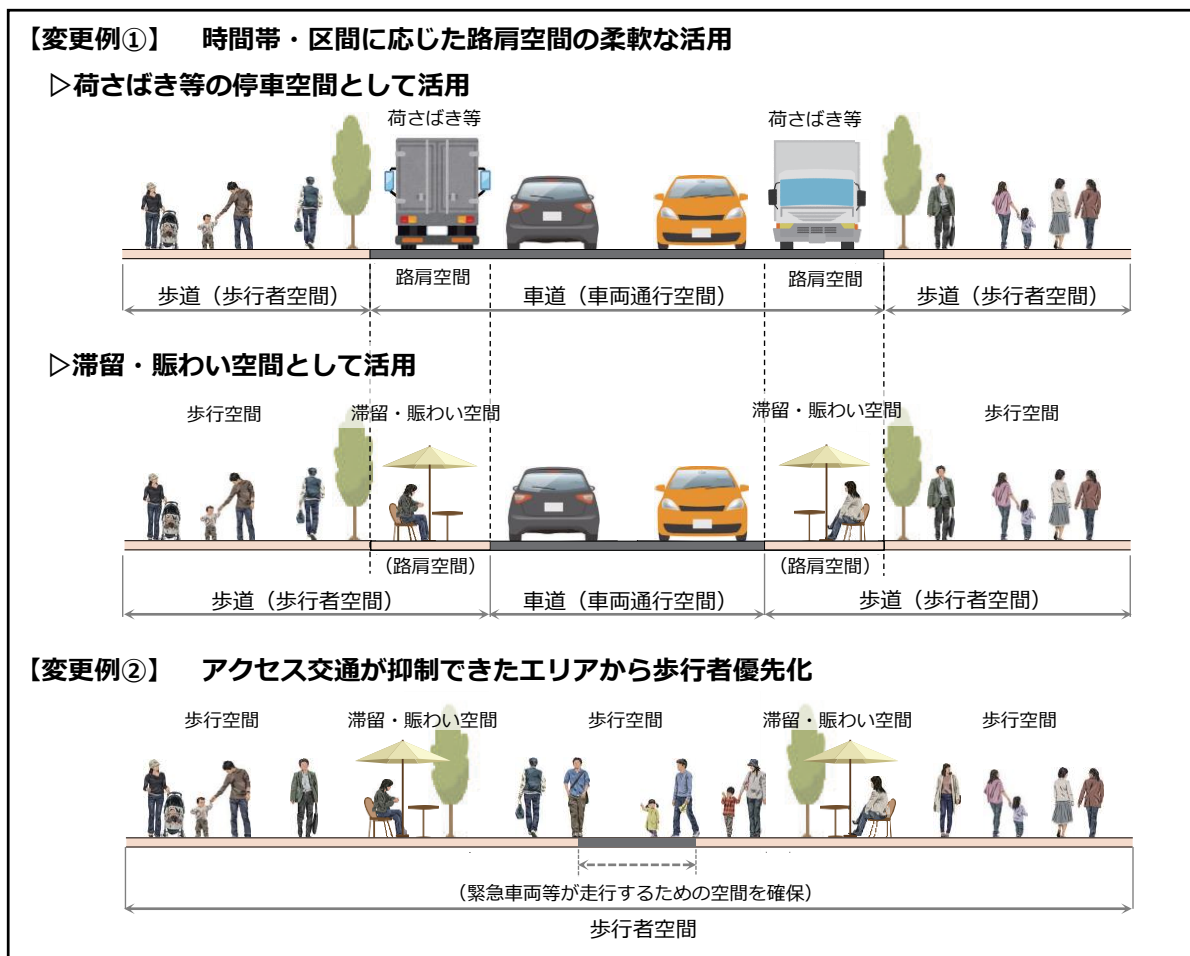 【変更例①】 時間帯・区間に応じた路肩空間の柔軟な活用
▷荷さばき等の停車空間として活用
荷さばき等 荷さばき等
路肩空間 路肩空間
歩道（歩行者空間） 車道（車両通行空間） 歩道（歩行者空間）
▷滞留・賑わい空間として活用
歩行空間 滞留・賑わい空間 滞留・賑わい空間 歩行空間
（路肩空間） （路肩空間）
歩道（歩行者空間） 車道（車両通行空間） 歩道（歩行者空間）
【変更例②】 アクセス交通が抑制できたエリアから歩行者優先化
歩行空間 滞留・賑わい空間 歩行空間 滞留・賑わい空間 歩行空間
（緊急車両等が走行するための空間を確保）
歩行者空間